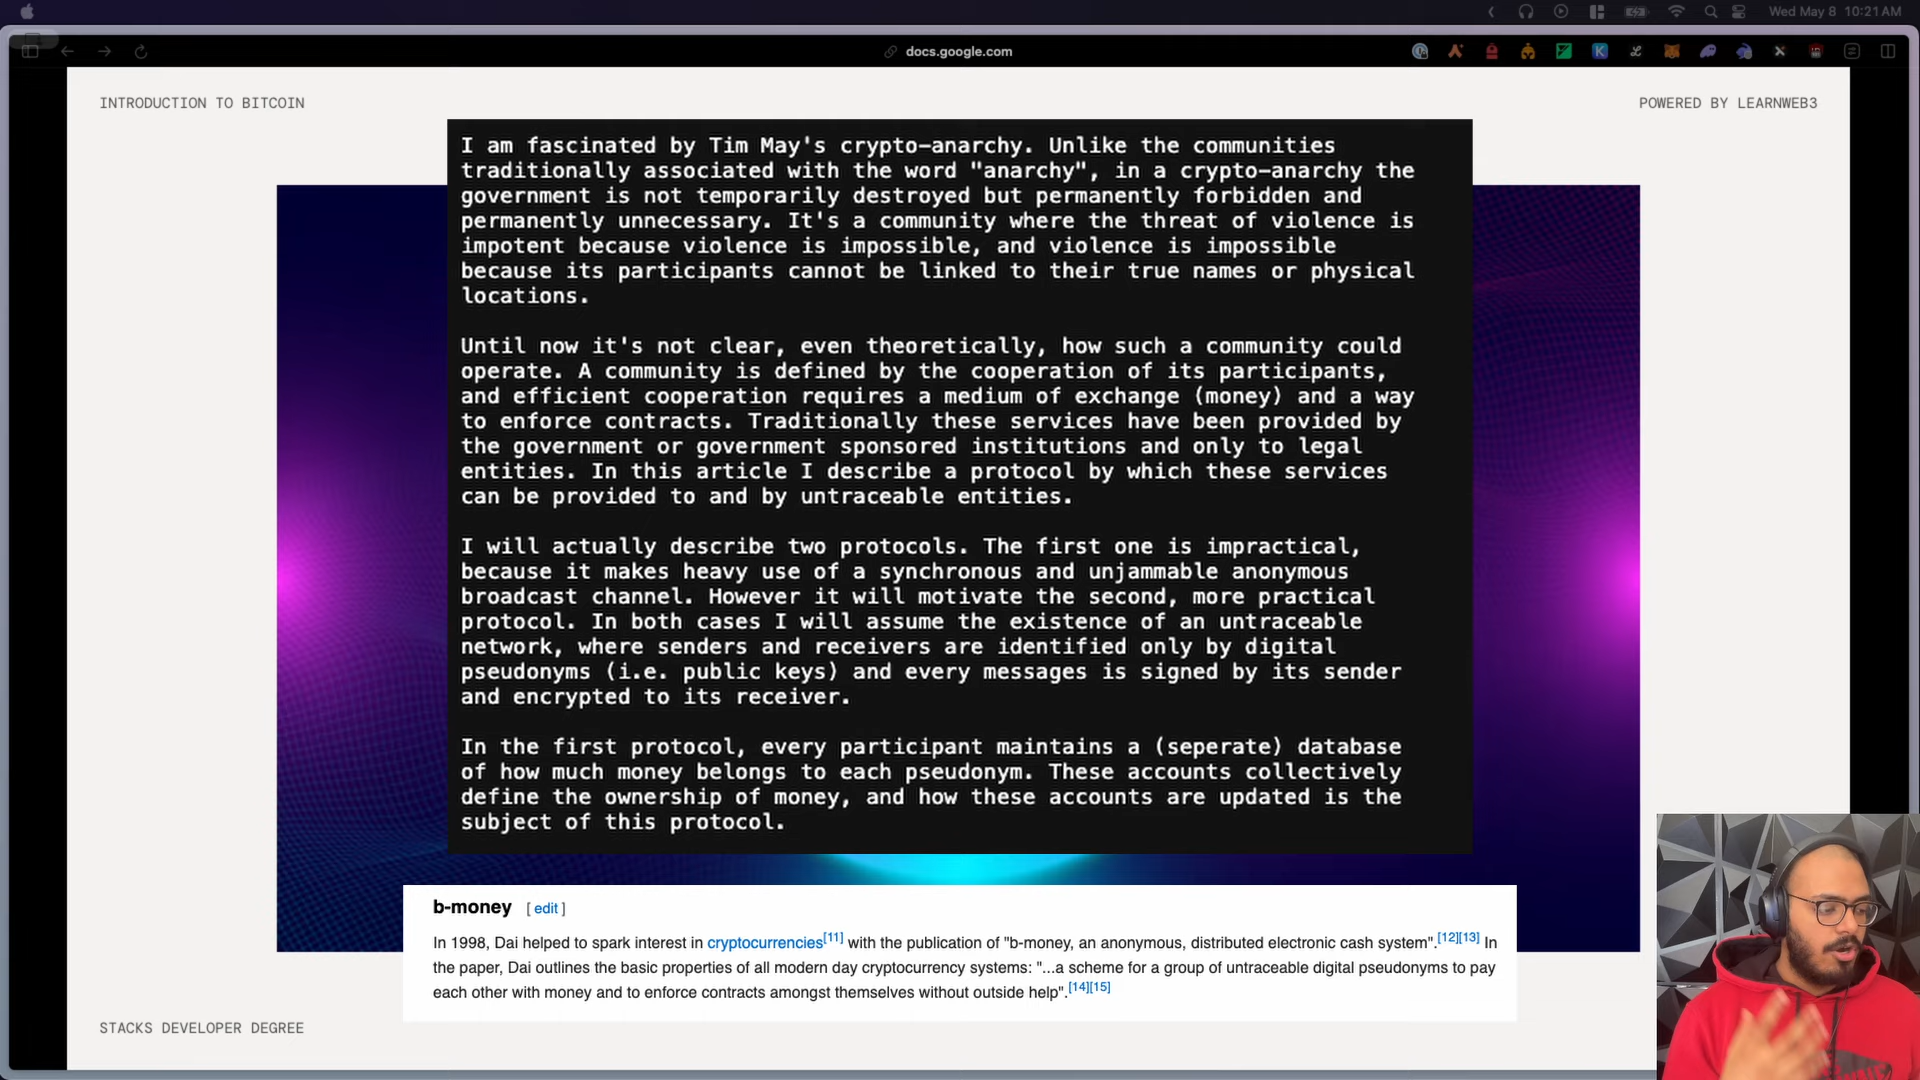 Wed May 8 10:21 AM
docs.google.com
INTRODUCTION TO BITCOIN
POWERED BY LEARNWEB3
I am fascinated by Tim May's crypto-anarchy. Unlike the communities
traditionally associated with the word "anarchy", in a crypto-anarchy the
government is not temporarily destroyed but permanently forbidden and
permanently unnecessary. It's a community where the threat of violence is
impotent because violence is impossible, and violence is impossible
because its participants cannot be linked to their true names or physical
locations.
Until now it's not clear, even theoretically, how such a community could
operate. A community is defined by the cooperation of its participants,
and efficient cooperation requires a medium of exchange (money) and a way
to enforce contracts. Traditionally these services have been provided by
the government or government sponsored institutions and only to legal
entities. In this article I describe a protocol by which these services
can be provided to and by untraceable entities.
I will actually describe two protocols. The first one is impractical,
because it makes heavy use of a synchronous and unjammable anonymous
broadcast channel. However it will motivate the second, more practical
protocol. In both cases I will assume the existence of an untraceable
network, where senders and receivers are identified only by digital
pseudonyms (i.e. public keys) and every messages is signed by its sender
and encrypted to its receiver.
In the first protocol, every participant maintains a (seperate) database
of how much money belongs to each pseudonym. These accounts collectively
define the ownership of money, and how these accounts are updated is the
subject of this protocol.
b-money [ edit ]
In 1998, Dai helped to spark interest in cryptocurrencies[11] with the publication of "b-money, an anonymous, distributed electronic cash system".[12][13] In
the paper, Dai outlines the basic properties of all modern day cryptocurrency systems: "...a scheme for a group of untraceable digital pseudonyms to pay
each other with money and to enforce contracts amongst themselves without outside help".[14][15]
STACKS DEVELOPER DEGREE